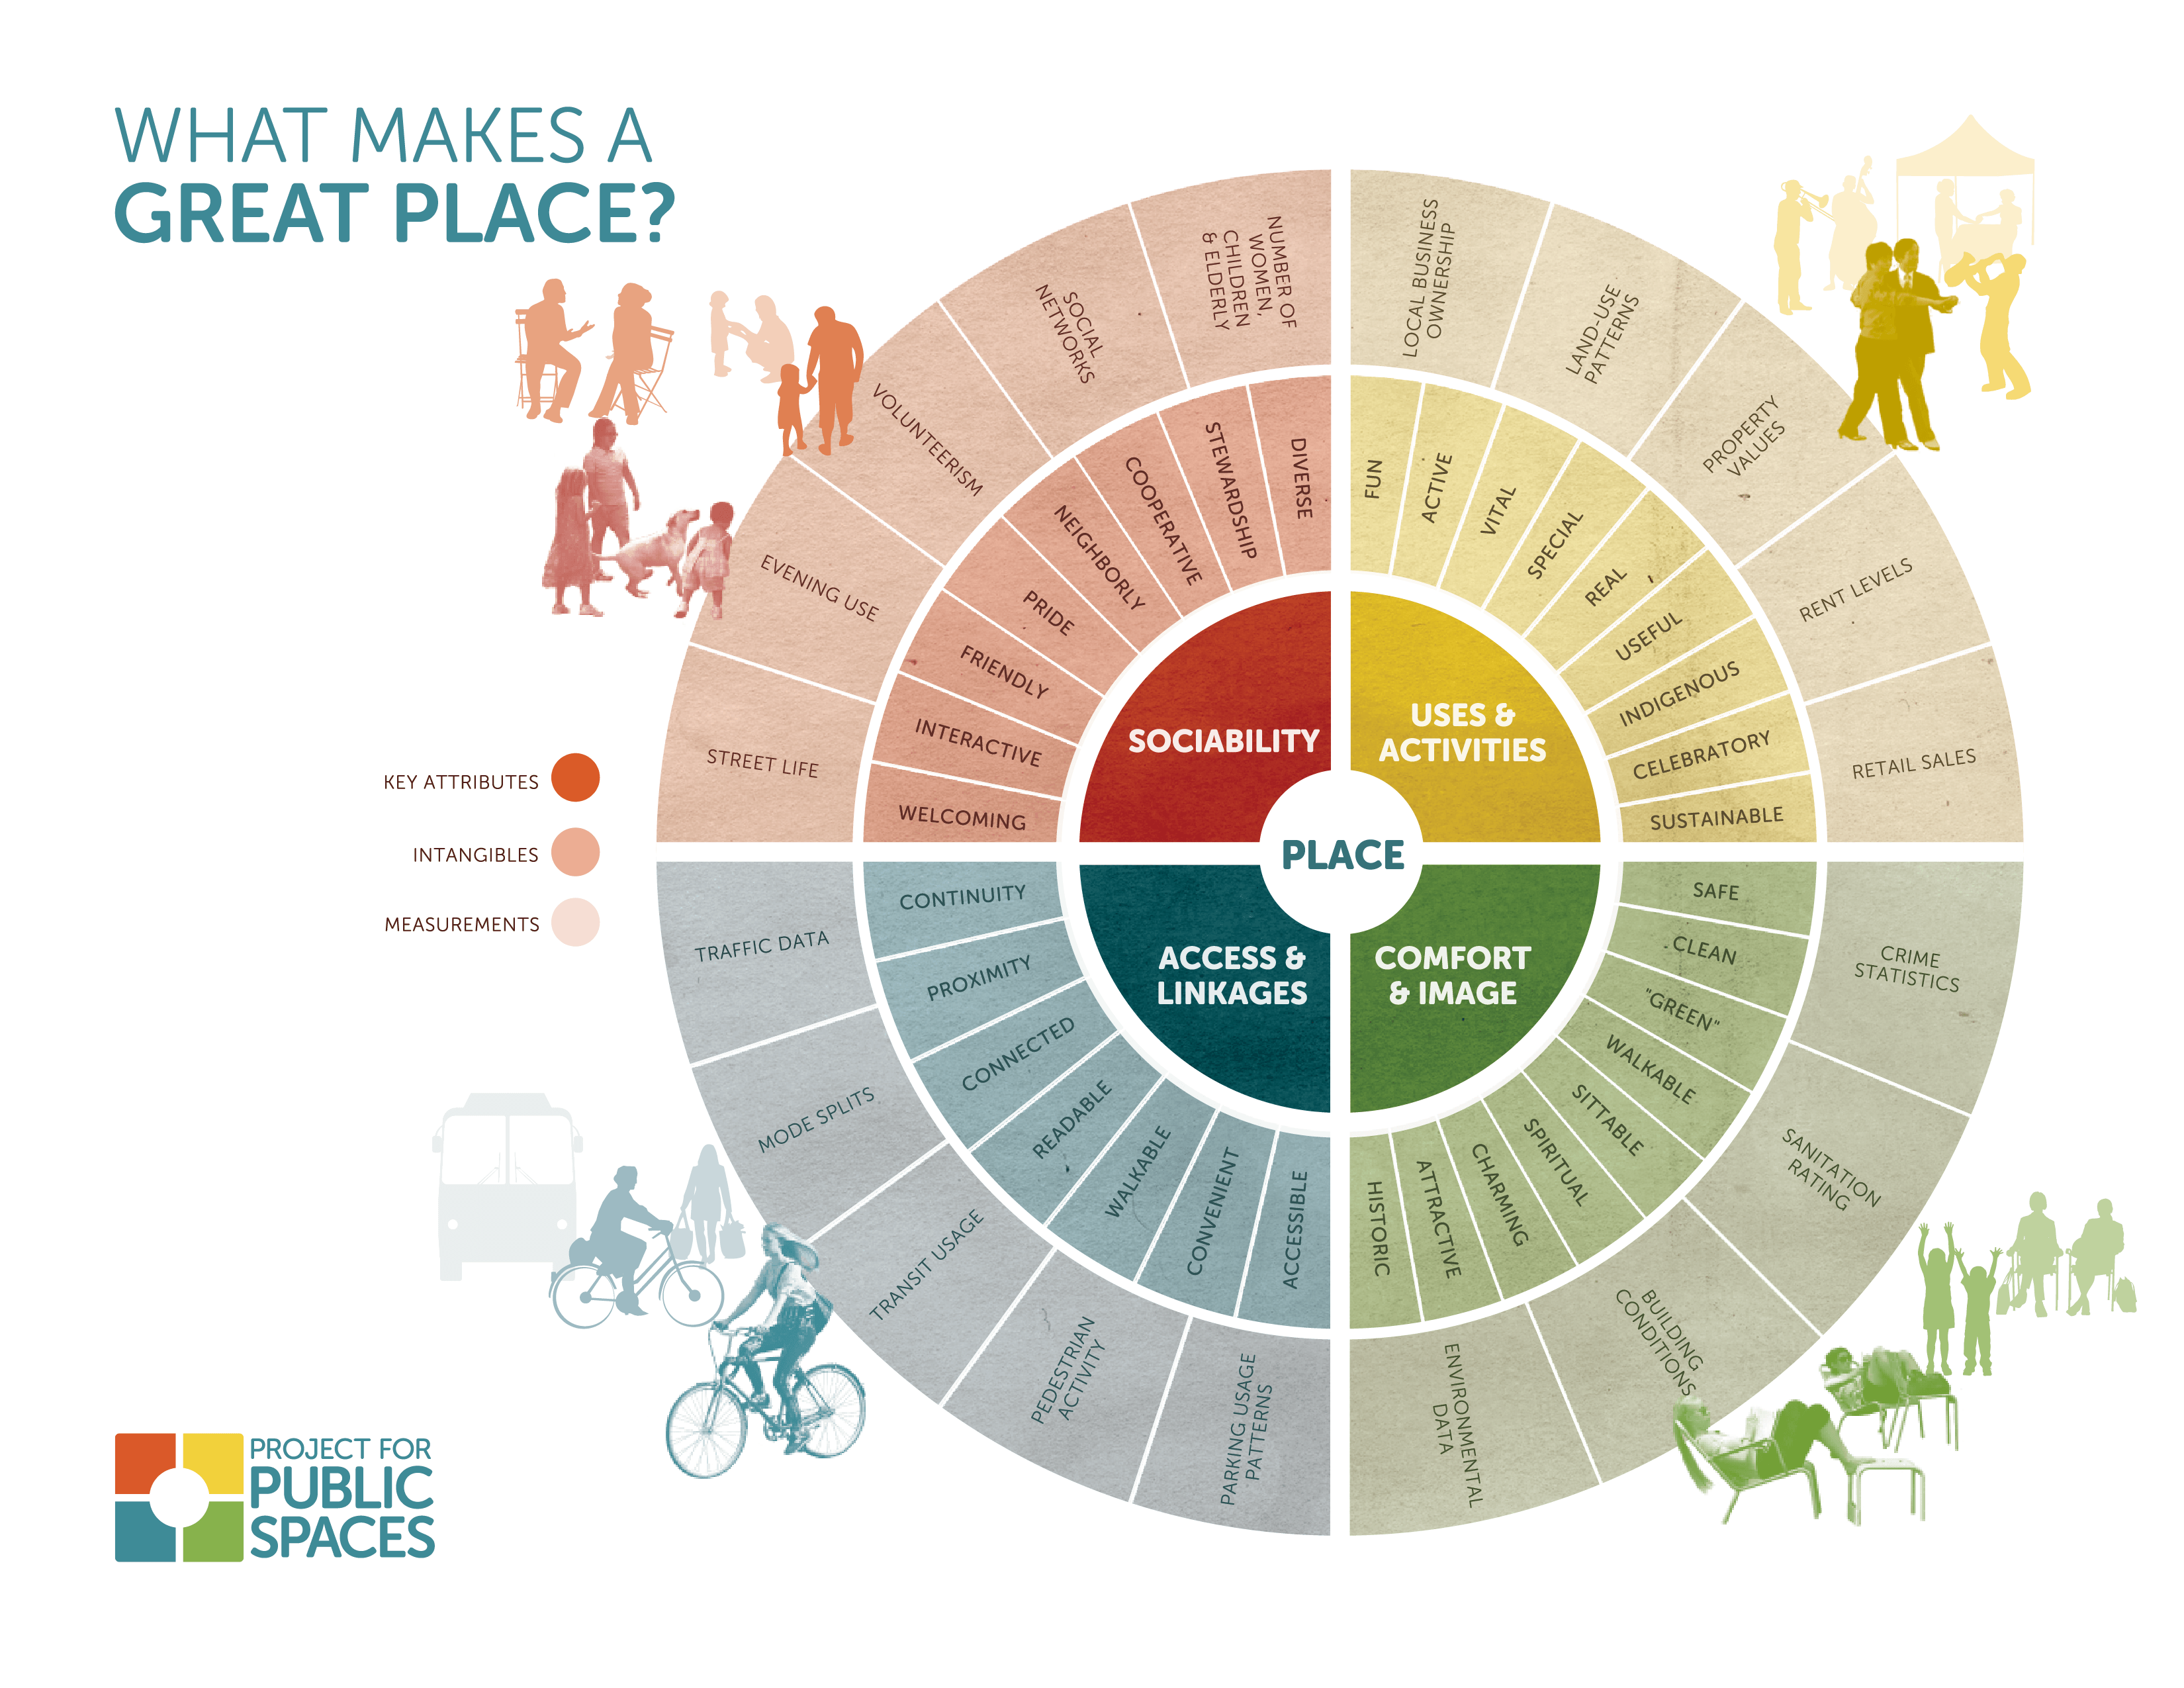 WHAT MAKES A
GREAT PLACE?
KEY ATTRIBUTES
INTANGIBLES
MEASUREMENTS
PLACE
SOCIABILITY
USES &
ACTIVITIES
ACCESS &
LINKAGES
COMFORT
& IMAGE
WELCOMING
INTERACTIVE
FRIENDLY
PRIDE
NEIGHBORLY
COOPERATIVE
STEWARDSHIP
DIVERSE
FUN
ACTIVE
VITAL
SPECIAL
REAL
USEFUL
INDIGENOUS
CELEBRATORY
SUSTAINABLE
SAFE
CLEAN
"GREEN"
WALKABLE
SITTABLE
SPIRITUAL
CHARMING
ATTRACTIVE
HISTORIC
ACCESSIBLE
CONVENIENT
WALKABLE
READABLE
CONNECTED
PROXIMITY
CONTINUITY
STREET LIFE
EVENING USE
VOLUNTEERISM
SOCIAL
NETWORKS
NUMBER OF
WOMEN,
CHILDREN
& ELDERLY
LOCAL BUSINESS
OWNERSHIP
LAND-USE
PATTERNS
PROPERTY
VALUES
RENT LEVELS
RETAIL SALES
CRIME
STATISTICS
SANITATION
RATING
BUILDING
CONDITIONS
ENVIRONMENTAL
DATA
PARKING USAGE
PATTERNS
PEDESTRIAN
ACTIVITY
TRANSIT USAGE
MODE SPLITS
TRAFFIC DATA
PROJECT FOR
PUBLIC
SPACES